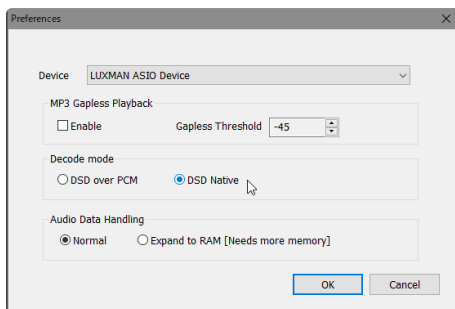 Preferences
Device LUXMAN ASIO Device
MP3 Gapless Playback
Enable Gapless Threshold -45
Decode mode
DSD over PCM DSD Native
Audio Data Handling
Normal Expand to RAM [Needs more memory]
OK Cancel